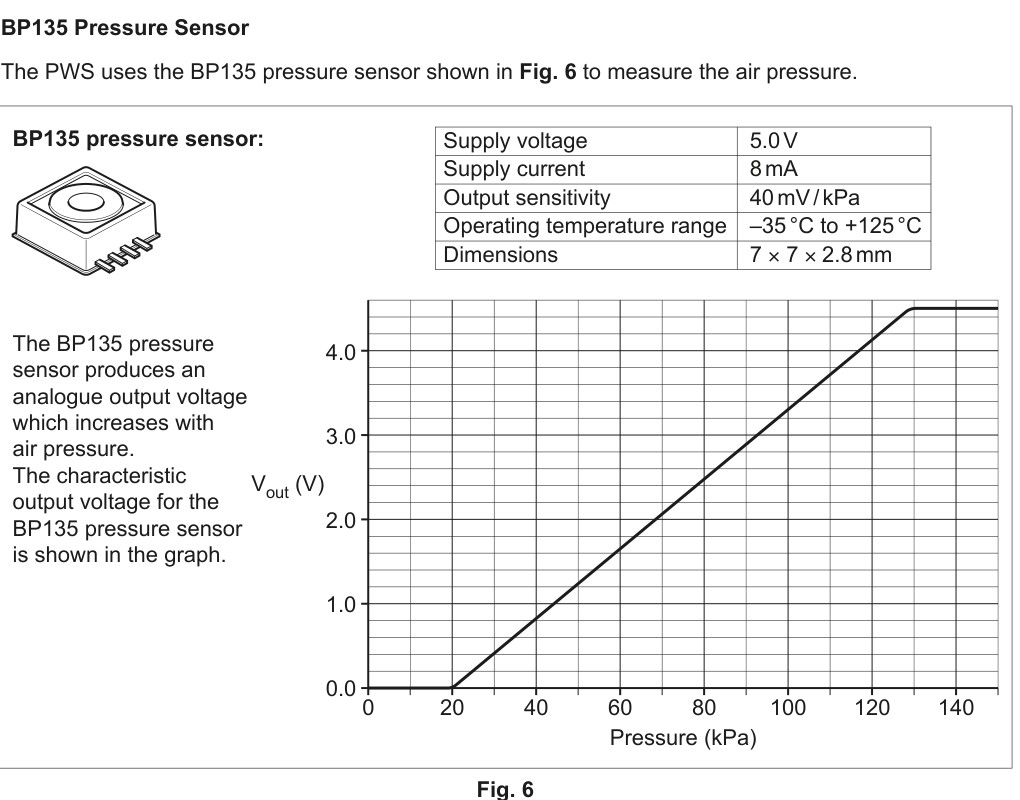 BP135 Pressure Sensor
The PWS uses the BP135 pressure sensor shown in Fig. 6 to measure the air pressure.
BP135 pressure sensor:
Supply voltage 5.0 V
Supply current 8 mA
Output sensitivity 40 mV / kPa
Operating temperature range –35 °C to +125 °C
Dimensions 7 × 7 × 2.8 mm
The BP135 pressure
sensor produces an
analogue output voltage
which increases with
air pressure.
The characteristic
output voltage for the
BP135 pressure sensor
is shown in the graph.
Vout (V)
4.0
3.0
2.0
1.0
0.0
0 20 40 60 80 100 120 140
Pressure (kPa)
Fig. 6